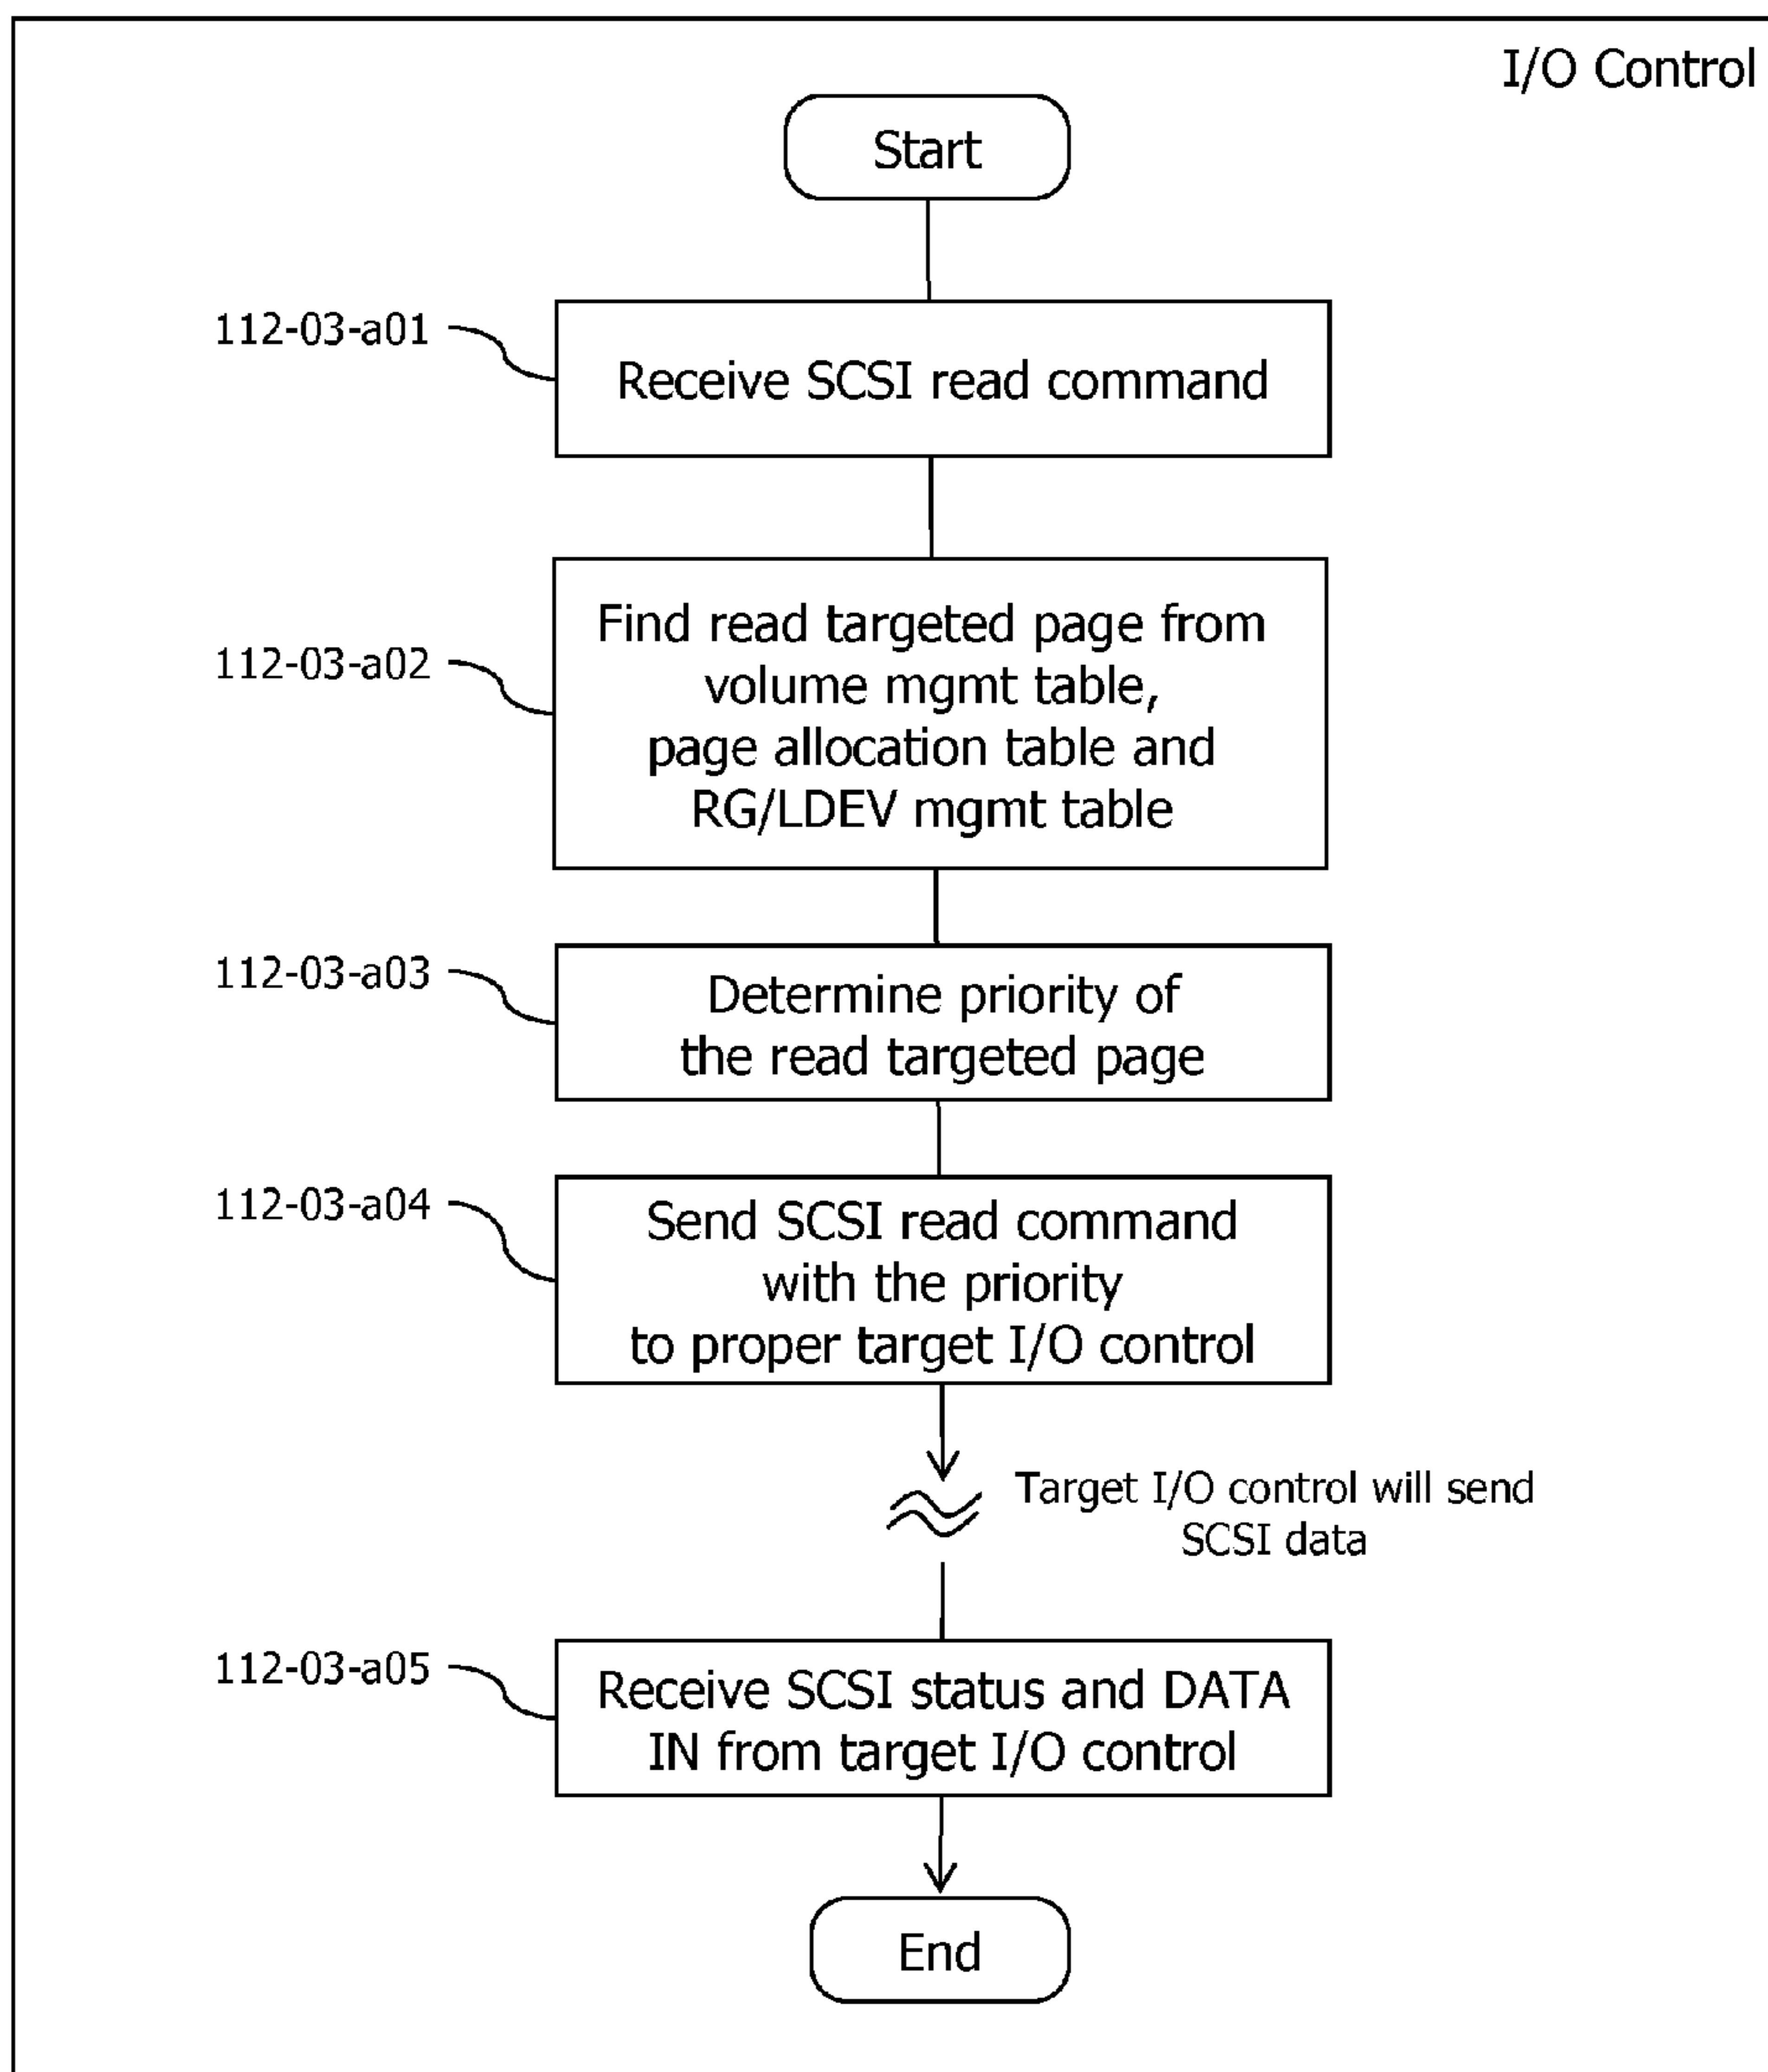 I/O Control
Start
112-03-a01
Receive SCSI read command
112-03-a02
Find read targeted page from
volume mgmt table,
page allocation table and
RG/LDEV mgmt table
112-03-a03
Determine priority of
the read targeted page
112-03-a04
Send SCSI read command
with the priority
to proper target I/O control
Target I/O control will send
SCSI data
112-03-a05
Receive SCSI status and DATA
IN from target I/O control
End